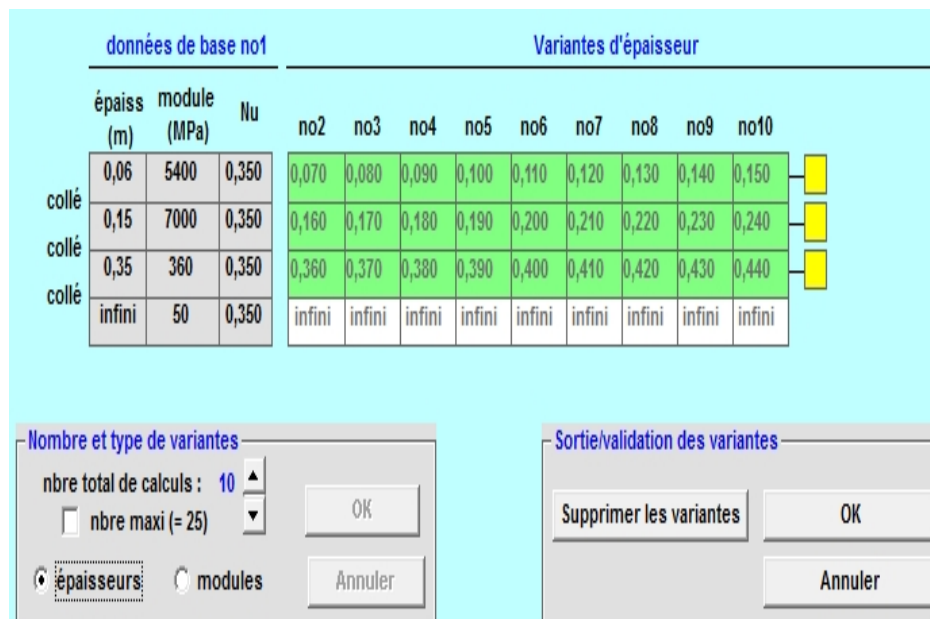 données de base no1 Variantes d'épaisseur
épaiss (m) module (MPa) Nu no2 no3 no4 no5 no6 no7 no8 no9 no10
0,06 5400 0,350 0,070 0,080 0,090 0,100 0,110 0,120 0,130 0,140 0,150
collé
0,15 7000 0,350 0,160 0,170 0,180 0,190 0,200 0,210 0,220 0,230 0,240
collé
0,35 360 0,350 0,360 0,370 0,380 0,390 0,400 0,410 0,420 0,430 0,440
collé
infini 50 0,350 infini infini infini infini infini infini infini infini infini
Nombre et type de variantes
nbre total de calculs : 10
nbre maxi (= 25)
OK
épaisseurs modules
Annuler
Sortie/validation des variantes
Supprimer les variantes OK
Annuler